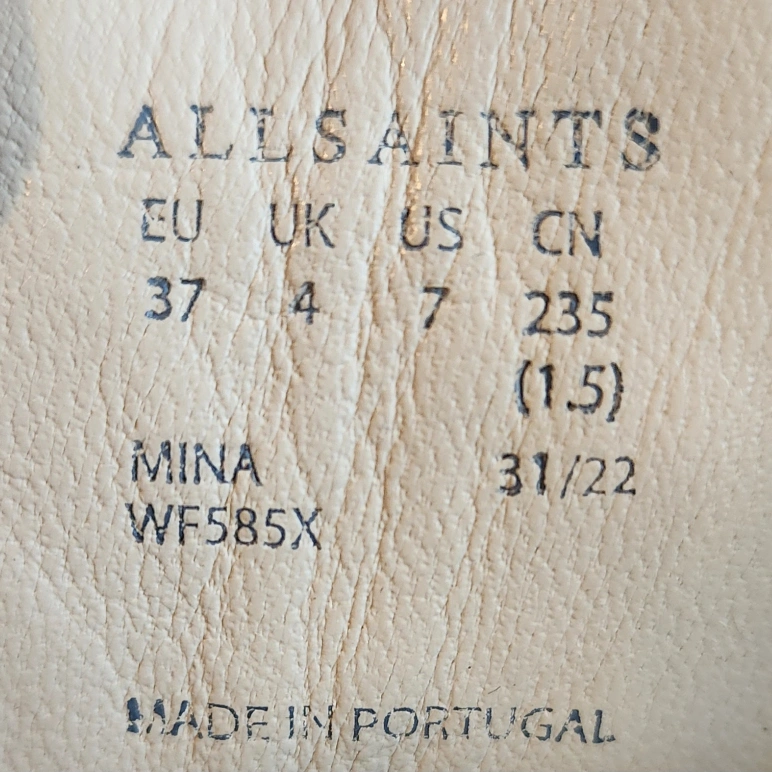 ALLSAINTS
EU UK US CN
37 4 7 235
(1.5)
MINA 31/22
WF585X
MADE IN PORTUGAL